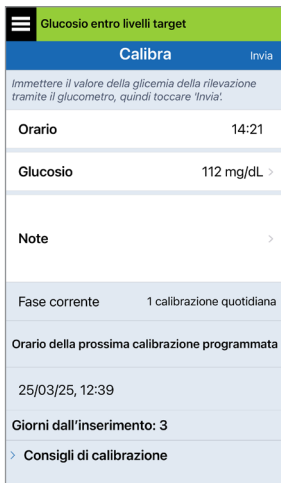 Glucosio entro livelli target
Calibra
Invia
Immettere il valore della glicemia della rilevazione
tramite il glucometro, quindi toccare 'Invia'.
Orario 14:21
Glucosio 112 mg/dL >
Note >
Fase corrente 1 calibrazione quotidiana
Orario della prossima calibrazione programmata
25/03/25, 12:39
Giorni dall'inserimento: 3
> Consigli di calibrazione